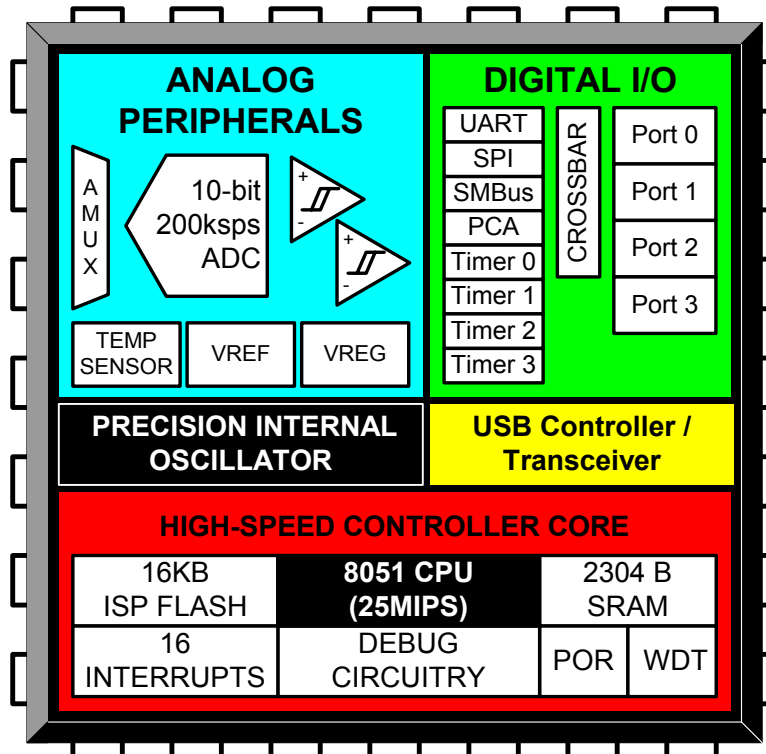 ANALOG
PERIPHERALS
A
M
U
X
10-bit
200ksps
ADC
+
-
+
-
TEMP
SENSOR
VREF
VREG
DIGITAL I/O
UART
SPI
SMBus
PCA
Timer 0
Timer 1
Timer 2
Timer 3
CROSSBAR
Port 0
Port 1
Port 2
Port 3
PRECISION INTERNAL
OSCILLATOR
USB Controller /
Transceiver
HIGH-SPEED CONTROLLER CORE
16KB
ISP FLASH
8051 CPU
(25MIPS)
2304 B
SRAM
16
INTERRUPTS
DEBUG
CIRCUITRY
POR
WDT